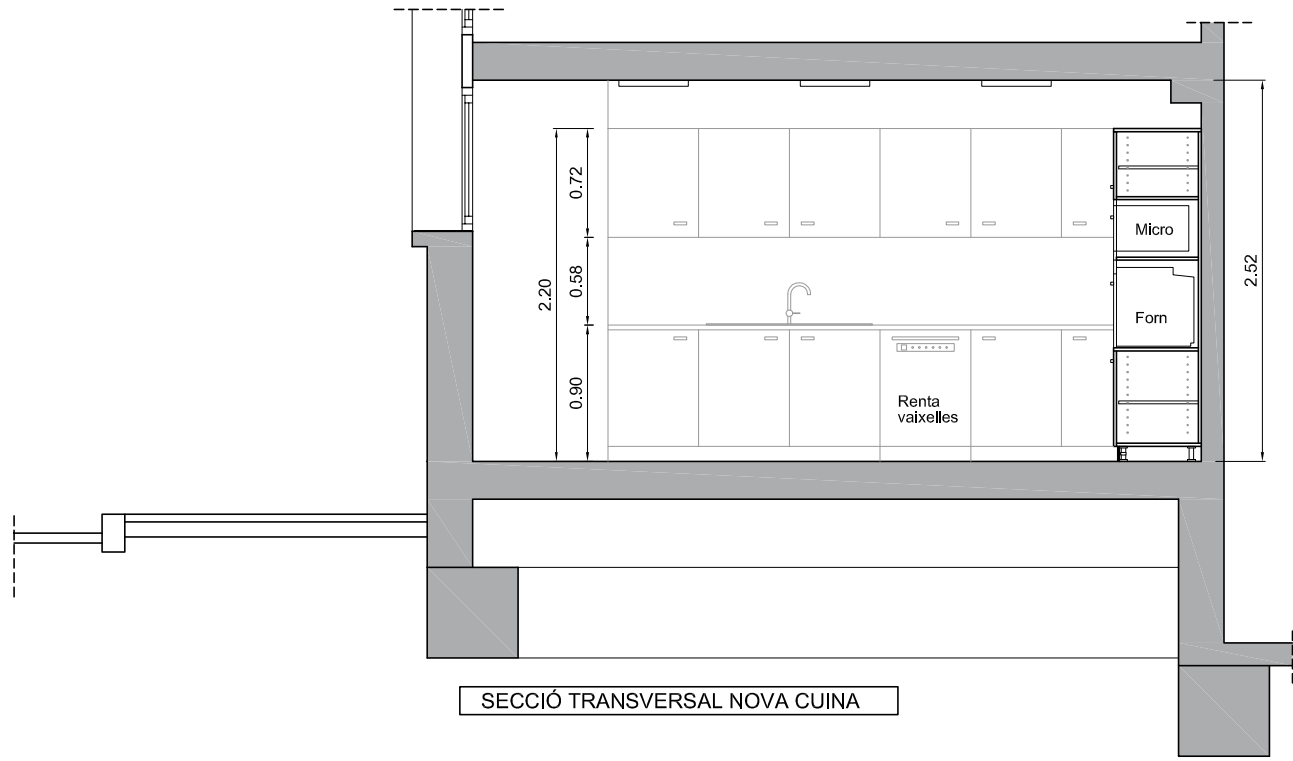 0.72
Micro
2.20
0.58
2.52
Forn
0.90
Renta
vaixelles
SECCIÓ TRANSVERSAL NOVA CUINA